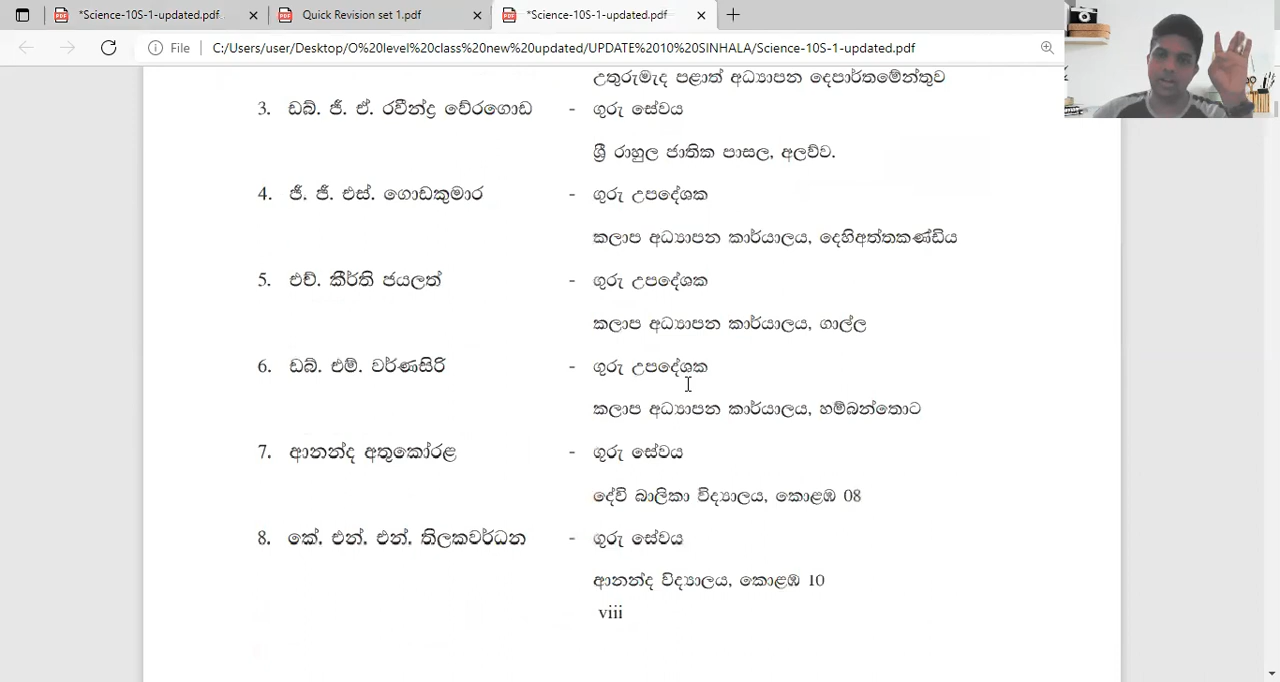 *Science-10S-1-updated.pdf
Quick Revision set 1.pdf
*Science-10S-1-updated.pdf
File C:/Users/user/Desktop/O%20level%20class%20new%20updated/UPDATE%2010%20SINHALA/Science-10S-1-updated.pdf
උතුරුමැද පළාත් අධ්‍යාපන දෙපාර්තමේන්තුව
3. ඩබ්. ජී. ඒ. රවීන්ද්‍ර වේරගොඩ - ගුරු සේවය
ශ්‍රී රාහුල ජාතික පාසල, අලව්ව.
4. ජී. ජී. එස්. ගොඩකුමාර - ගුරු උපදේශක
කලාප අධ්‍යාපන කාර්යාලය, දෙහිඅත්තකණ්ඩිය
5. එච්. කීර්ති ජයලත් - ගුරු උපදේශක
කලාප අධ්‍යාපන කාර්යාලය, ගාල්ල
6. ඩබ්. එම්. වර්ණසිරි - ගුරු උපදේශක
කලාප අධ්‍යාපන කාර්යාලය, හම්බන්තොට
7. ආනන්ද අතුකෝරළ - ගුරු සේවය
දේවි බාලිකා විද්‍යාලය, කොළඹ 08
8. කේ. එන්. එන්. තිලකවර්ධන - ගුරු සේවය
ආනන්ද විද්‍යාලය, කොළඹ 10
viii